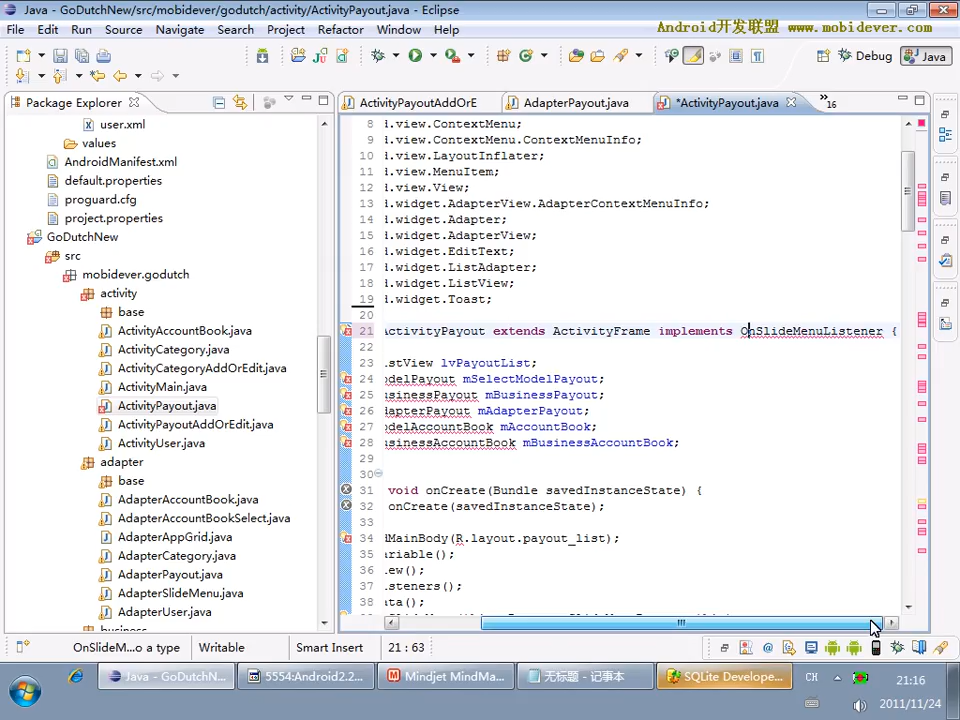 Java - GoDutchNew/src/mobidever/godutch/activity/ActivityPayout.java - Eclipse
File Edit Run Source Navigate Search Project Refactor Window Help
Android开发联盟 www.mobidever.com
Debug Java
Package Explorer
ActivityPayoutAddOrE AdapterPayout.java *ActivityPayout.java »16
user.xml
values
AndroidManifest.xml
default.properties
proguard.cfg
project.properties
GoDutchNew
src
mobidever.godutch
activity
base
ActivityAccountBook.java
ActivityCategory.java
ActivityCategoryAddOrEdit.java
ActivityMain.java
ActivityPayout.java
ActivityPayoutAddOrEdit.java
ActivityUser.java
adapter
base
AdapterAccountBook.java
AdapterAccountBookSelect.java
AdapterAppGrid.java
AdapterCategory.java
AdapterPayout.java
AdapterSlideMenu.java
AdapterUser.java
8 i.view.ContextMenu;
9 i.view.ContextMenu.ContextMenuInfo;
10 i.view.LayoutInflater;
11 i.view.MenuItem;
12 i.view.View;
13 i.widget.AdapterView.AdapterContextMenuInfo;
14 i.widget.Adapter;
15 i.widget.AdapterView;
16 i.widget.EditText;
17 i.widget.ListAdapter;
18 i.widget.ListView;
19 i.widget.Toast;
20
21 ActivityPayout extends ActivityFrame implements OnSlideMenuListener {
22
23 istView lvPayoutList;
24 odelPayout mSelectModelPayout;
25 usinessPayout mBusinessPayout;
26 dapterPayout mAdapterPayout;
27 odelAccountBook mAccountBook;
28 usinessAccountBook mBusinessAccountBook;
29
30
31 void onCreate(Bundle savedInstanceState) {
32 onCreate(savedInstanceState);
33
34 dMainBody(R.layout.payout_list);
35 ariable();
36 iew();
37 isteners();
38 ata();
OnSlideM...o a type Writable Smart Insert 21 : 63
Java - GoDutchN... 5554:Android2.2... Mindjet MindMa... 无标题 - 记事本 SQLite Develope... CH 21:16
2011/11/24